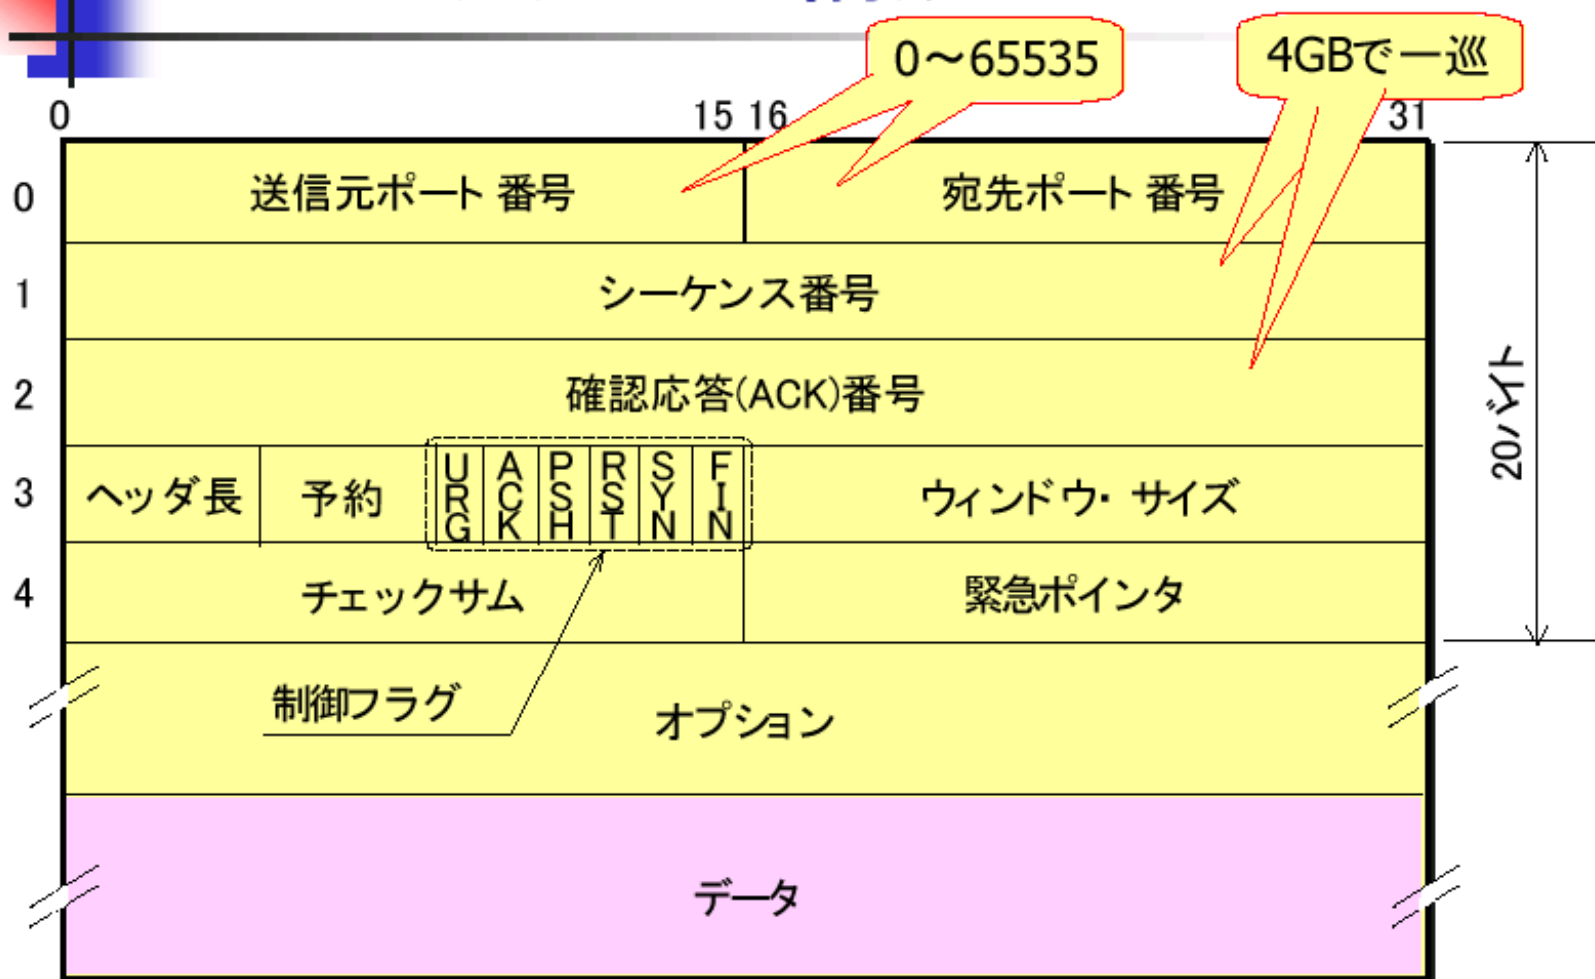 0～65535
4GBで一巡
0 15 16 31
0 送信元ポート 番号 宛先ポート 番号
1 シーケンス番号
2 確認応答(ACK)番号
3 ヘッダ長 予約 URG ACK PSH RST SYN FIN ウィンドウ・ サイズ
4 チェックサム 緊急ポインタ
20バイト
制御フラグ
オプション
データ